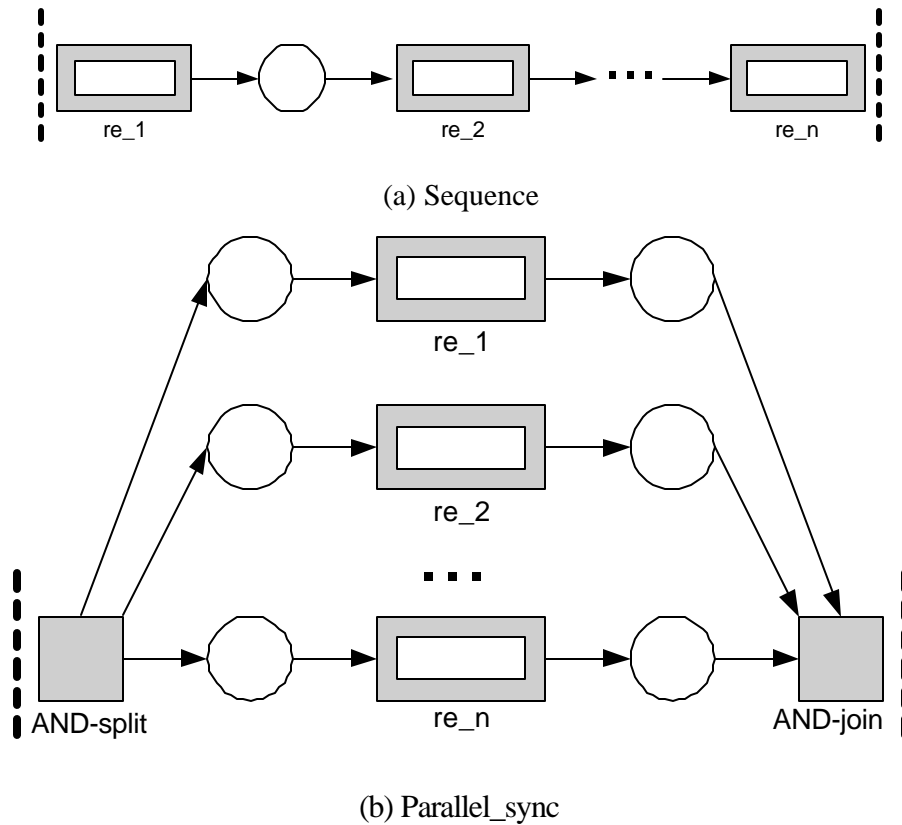 re_1 re_2 re_n
(a) Sequence
re_1
re_2
re_n
AND-split AND-join
(b) Parallel_sync